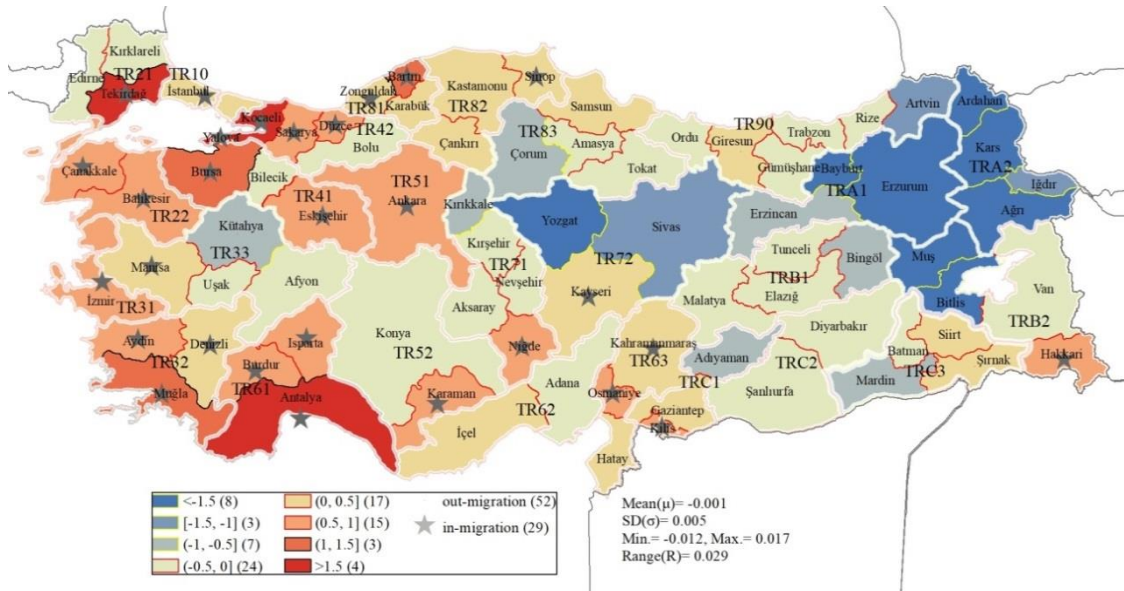 Kırklareli
Edirne
TR21
TR10
Tekirdağ
İstanbul
Kocaeli
Yalova
Sakarya
Düzce
Zonguldak
Bartın
Karabük
TR81
TR42
Bolu
Kastamonu
TR82
Çankırı
Sinop
Samsun
TR83
Çorum
Amasya
Tokat
Ordu
TR90
Giresun
Trabzon
Gümüşhane
Rize
Artvin
Ardahan
Kars
TRA2
Iğdır
Ağrı
Bayburt
TRA1
Erzurum
Erzincan
Çanakkale
Balıkesir
TR22
Bursa
Bilecik
TR41
Eskişehir
TR51
Ankara
Kırıkkale
Yozgat
Sivas
TR72
Kayseri
Kütahya
TR33
Manisa
Uşak
Afyon
Kırşehir
TR71
Nevşehir
Aksaray
Niğde
İzmir
TR31
Aydın
TR32
Denizli
Muğla
Burdur
TR61
Isparta
Antalya
Konya
TR52
Karaman
İçel
TR62
Adana
Osmaniye
Hatay
Kahramanmaraş
TR63
Gaziantep
Kilis
TRC1
Adıyaman
Malatya
Tunceli
TRB1
Elazığ
Bingöl
Muş
Bitlis
Van
TRB2
Diyarbakır
TRC2
Şanlıurfa
Mardin
Batman
TRC3
Siirt
Şırnak
Hakkari
<-1.5 (8)
[-1.5, -1] (3)
(-1, -0.5] (7)
(-0.5, 0] (24)
(0, 0.5] (17)
(0.5, 1] (15)
(1, 1.5] (3)
>1.5 (4)
out-migration (52)
in-migration (29)
Mean(μ)= -0.001
SD(σ)= 0.005
Min.= -0.012, Max.= 0.017
Range(R)= 0.029